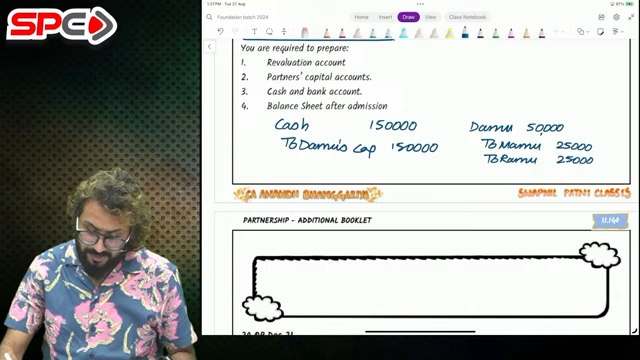 SPC
1:27PM Tue 27 Aug
97%
Foundation batch 2024
Home Insert Draw View Class Notebook
You are required to prepare:
1. Revaluation account
2. Partners' capital accounts.
3. Cash and bank account.
4. Balance Sheet after admission
Cash 150000
To Damu's cap 150000
Damu 50,000
To Mamu 25000
To Ramu 25000
CA ANANDH BHANGGARIYA
SWAPNIL PATNI CLASSES
PARTNERSHIP - ADDITIONAL BOOKLET
11.140